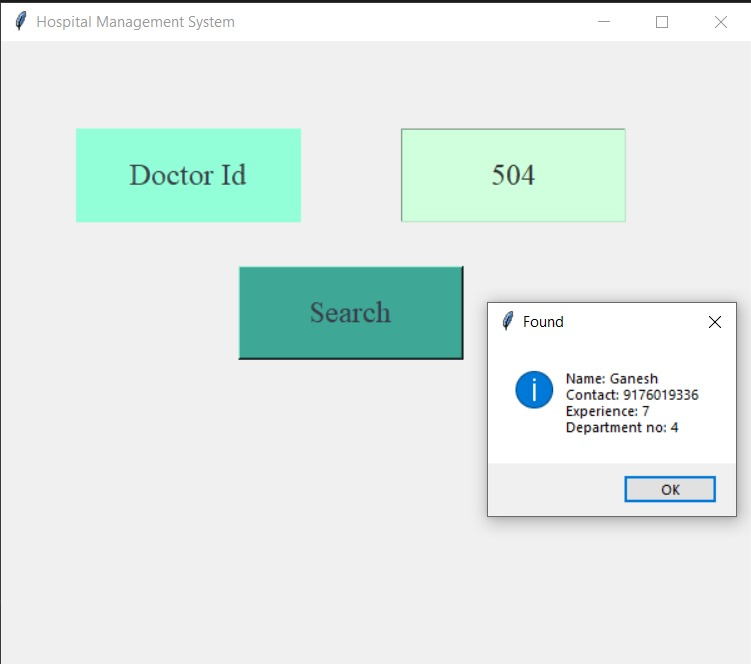 Hospital Management System
Doctor Id
504
Search
Found
Name: Ganesh
Contact: 9176019336
Experience: 7
Department no: 4
OK